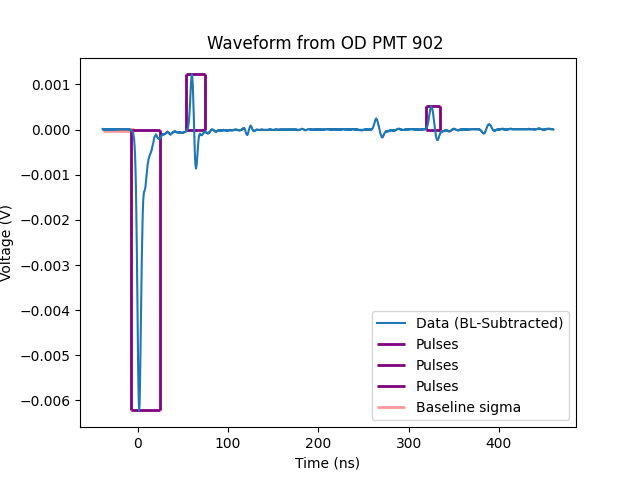 Waveform from OD PMT 902
0.001
0.000
−0.001
−0.002
−0.003
−0.004
−0.005
−0.006
Voltage (V)
0
100
200
300
400
Time (ns)
Data (BL-Subtracted)
Pulses
Pulses
Pulses
Baseline sigma